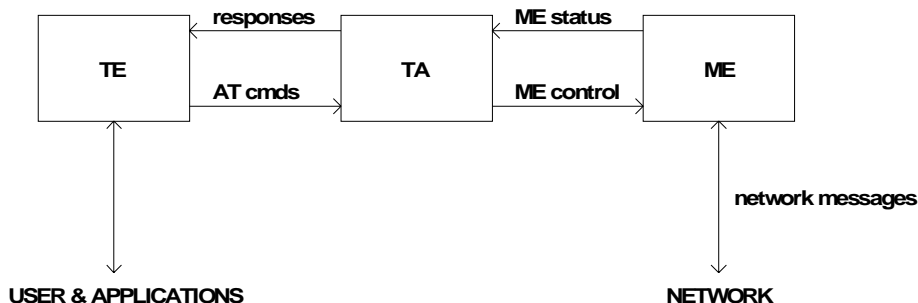 responses
ME status
TE
TA
ME
AT cmds
ME control
network messages
USER & APPLICATIONS
NETWORK